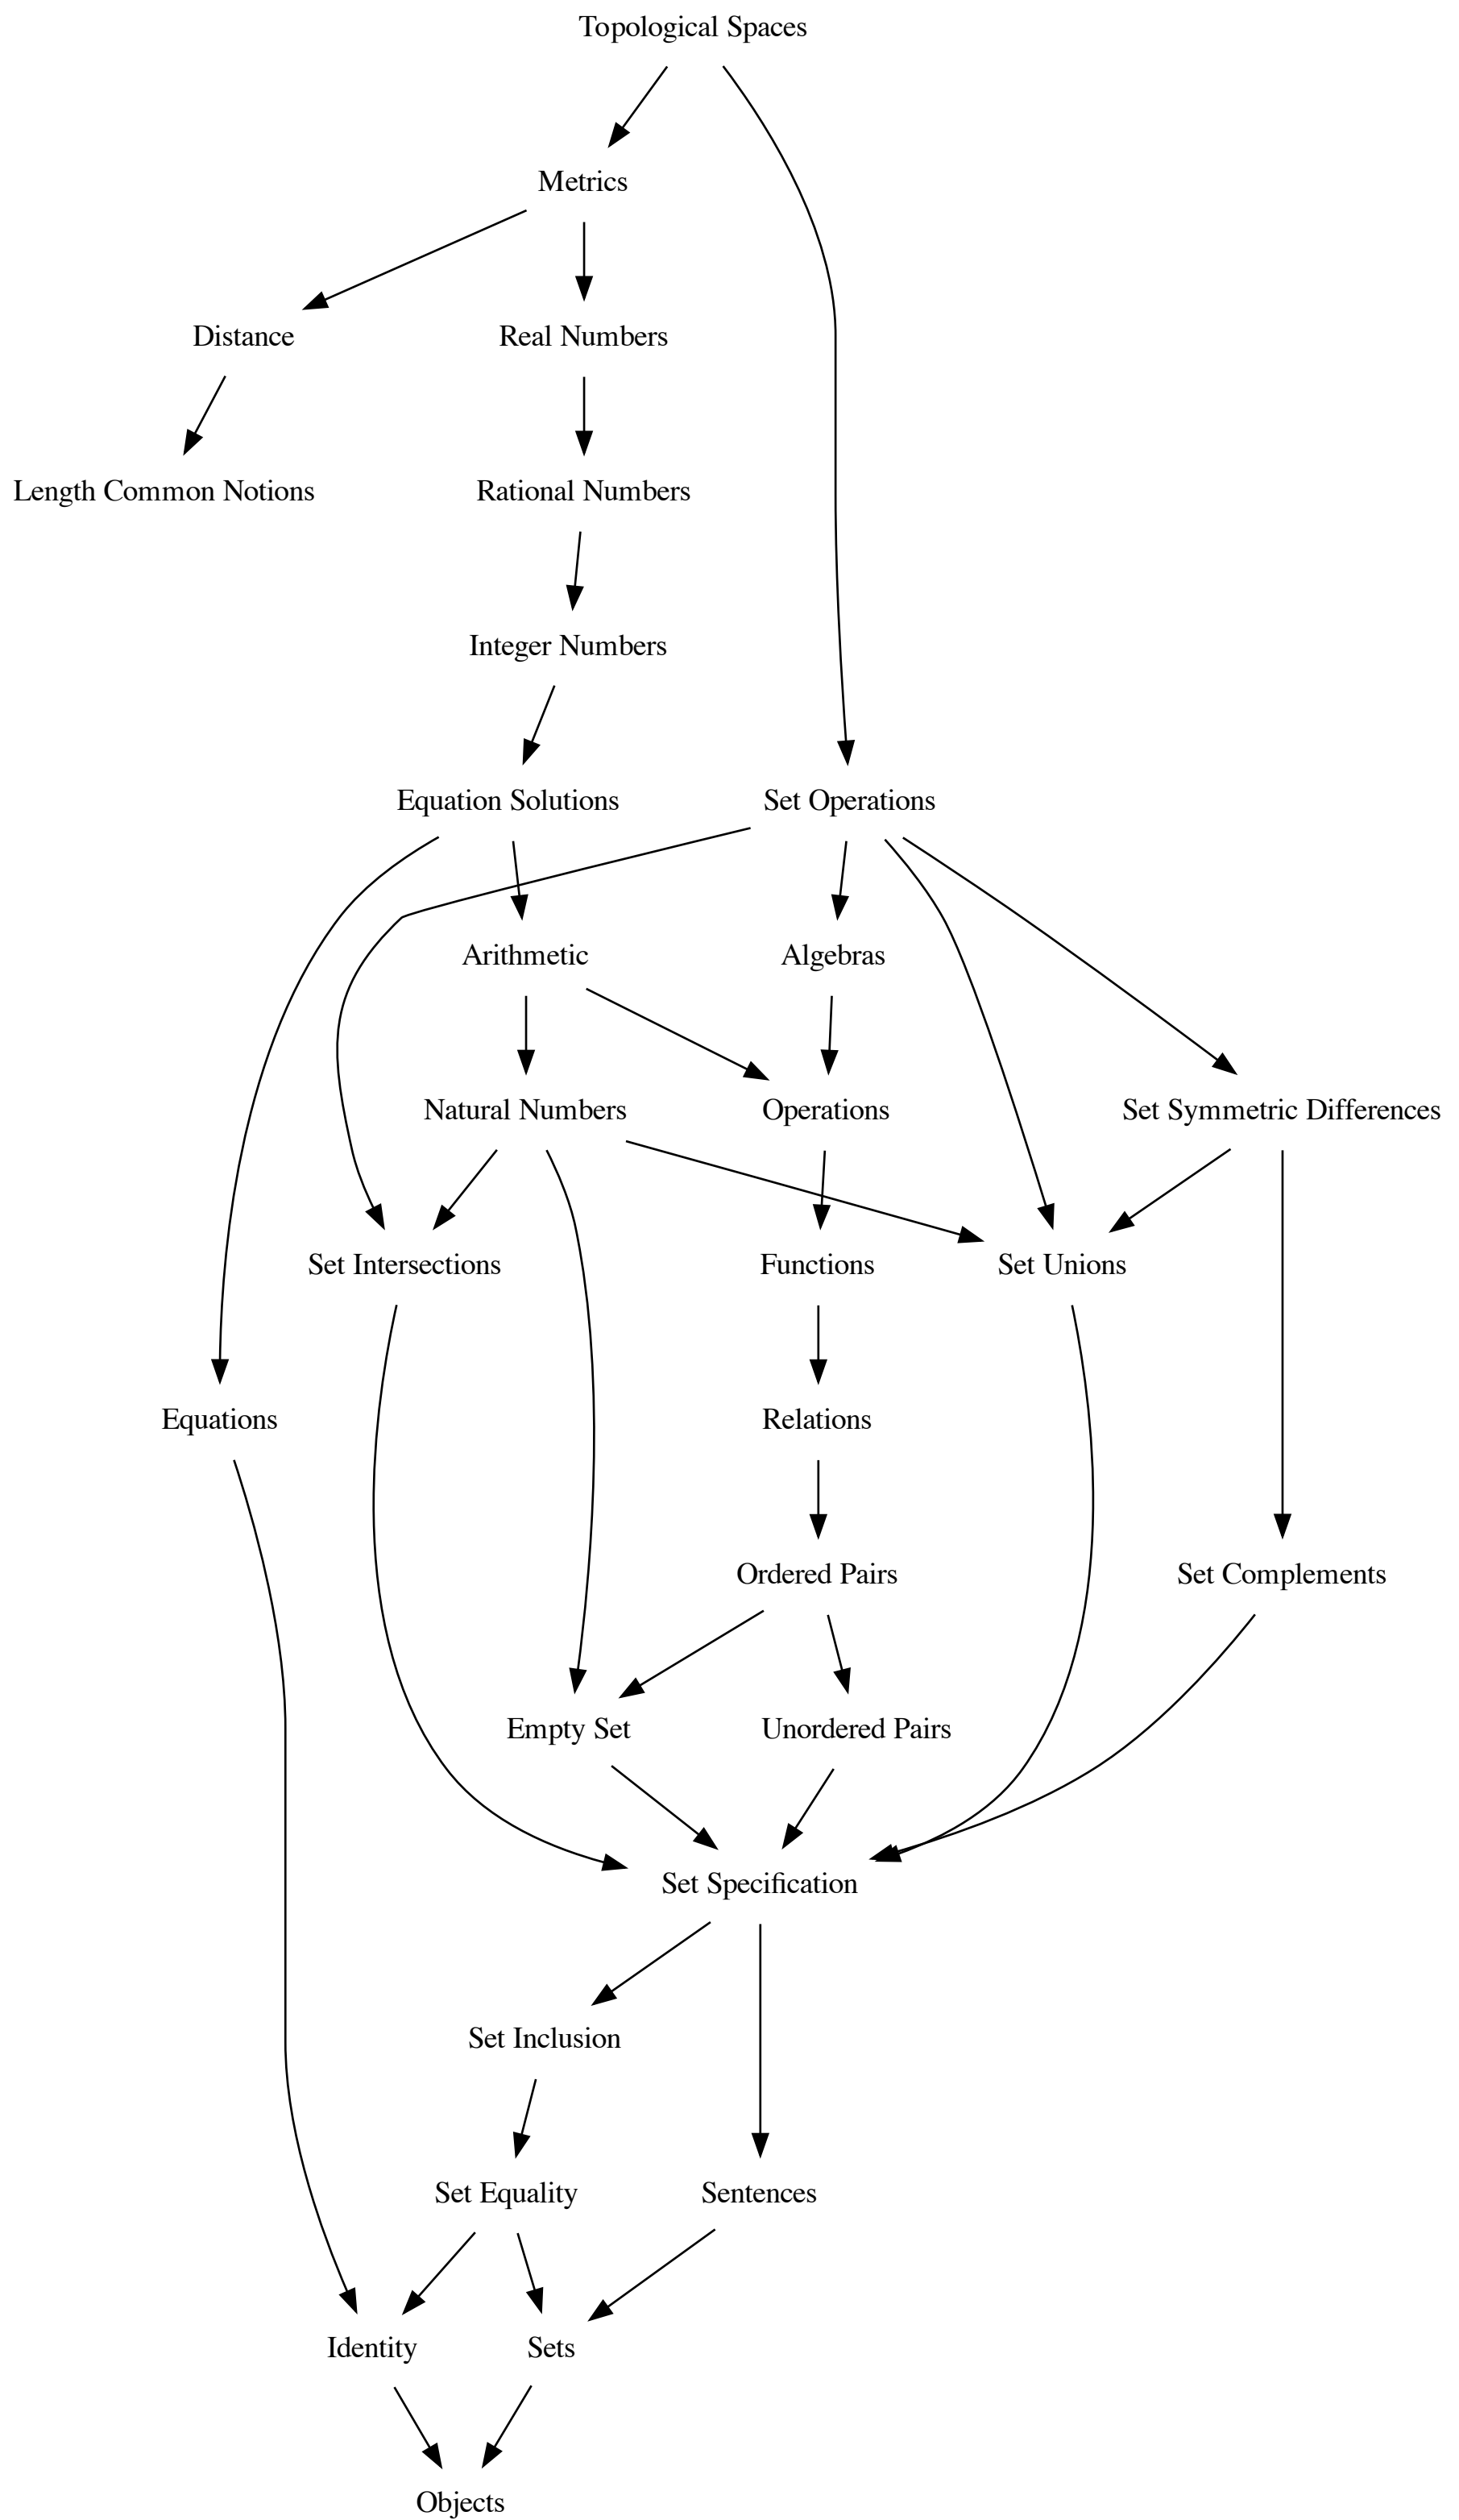 Topological Spaces
Metrics
Distance
Real Numbers
Length Common Notions
Rational Numbers
Integer Numbers
Equation Solutions
Set Operations
Arithmetic
Algebras
Natural Numbers
Operations
Set Symmetric Differences
Set Intersections
Functions
Set Unions
Equations
Relations
Ordered Pairs
Set Complements
Empty Set
Unordered Pairs
Set Specification
Set Inclusion
Set Equality
Sentences
Identity
Sets
Objects